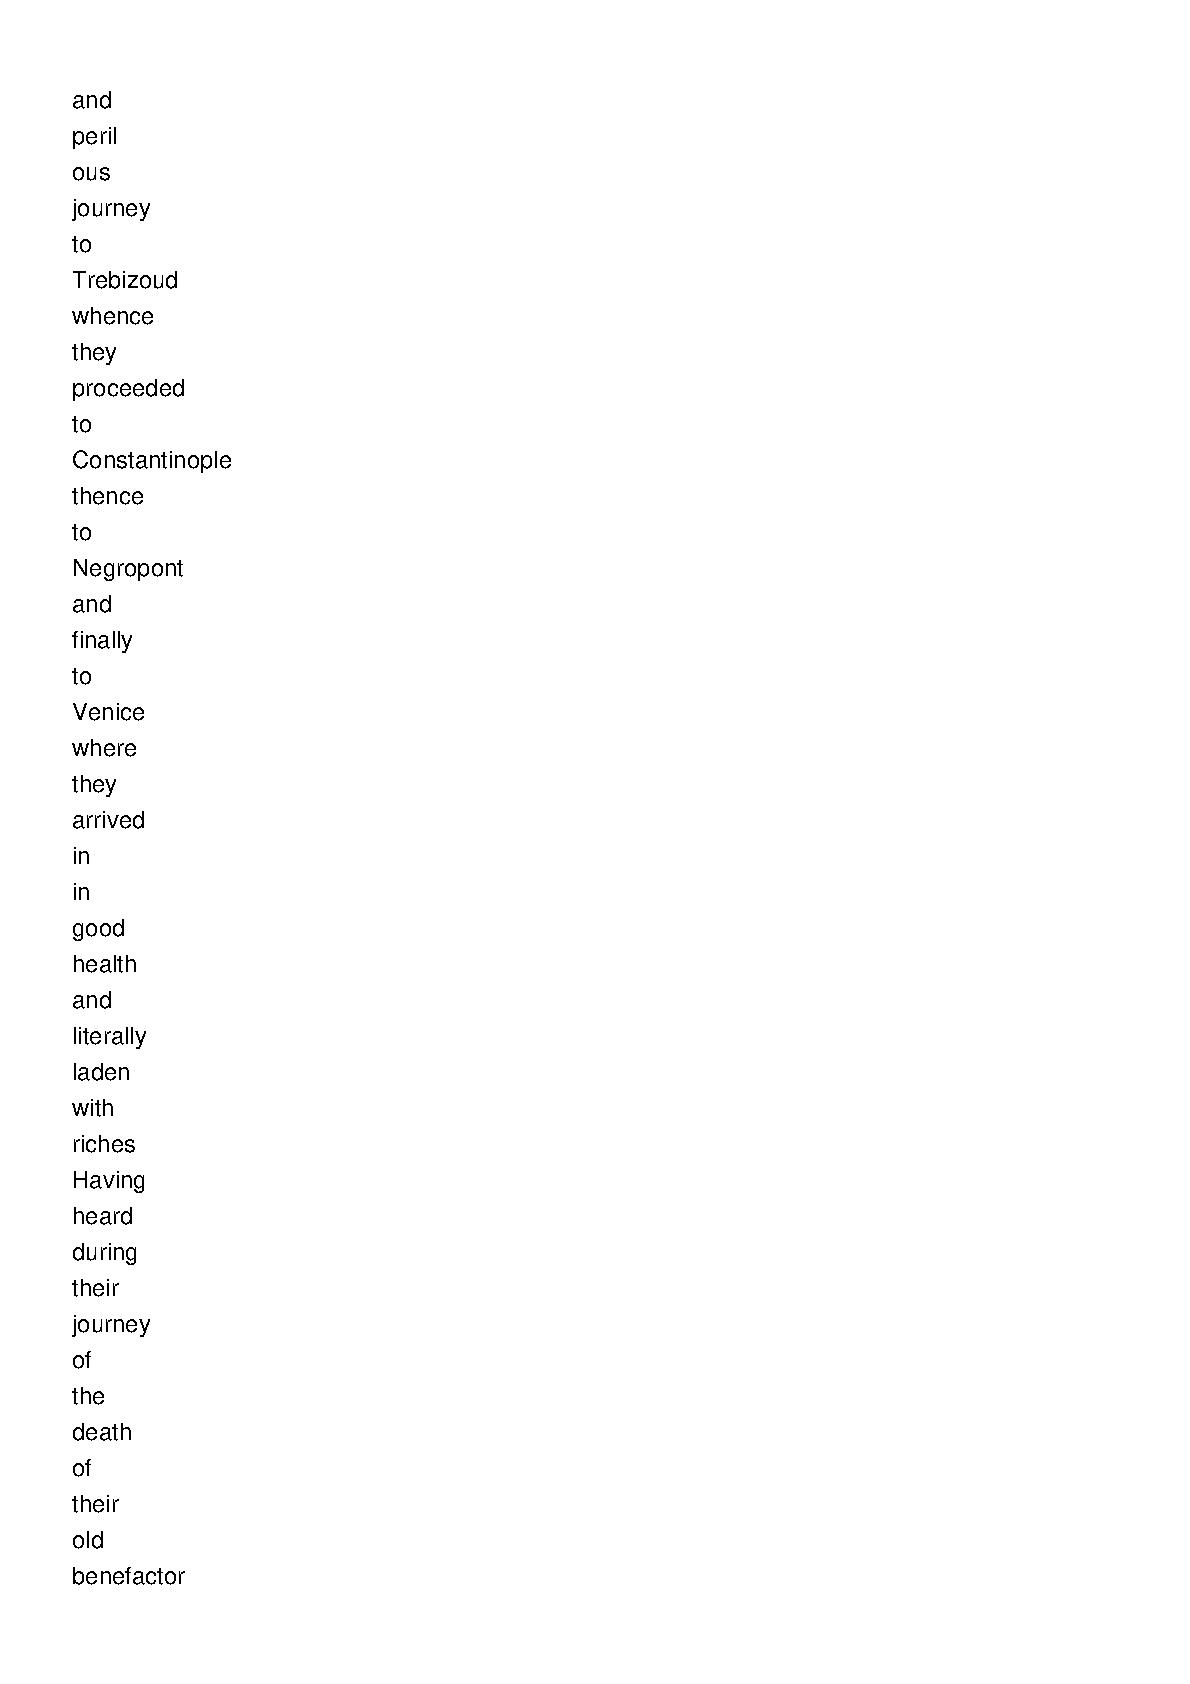 and
peril
ous
journey
to
Trebizoud
whence
they
proceeded
to
Constantinople
thence
to
Negropont
and
finally
to
Venice
where
they
arrived
in
in
good
health
and
literally
laden
with
riches
Having
heard
during
their
journey
of
the
death
of
their
old
benefactor